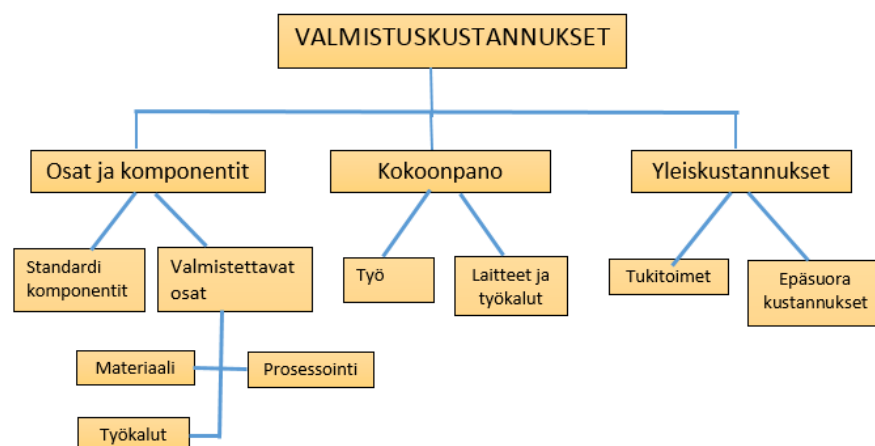 VALMISTUSKUSTANNUKSET
Osat ja komponentit
Kokoonpano
Yleiskustannukset
Standardi
komponentit
Valmistettavat
osat
Työ
Laitteet ja
työkalut
Tukitoimet
Epäsuora
kustannukset
Materiaali
Prosessointi
Työkalut